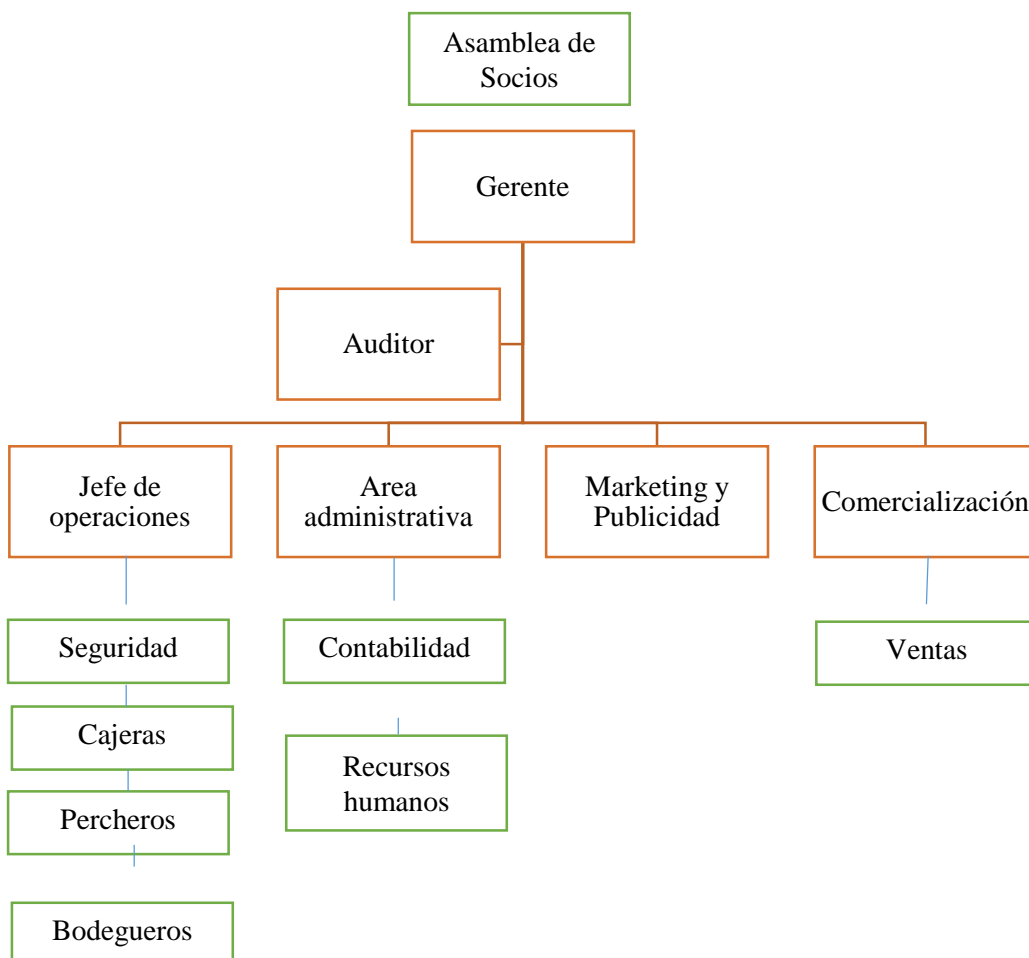 Asamblea de
Socios
Gerente
Auditor
Jefe de
operaciones
Area
administrativa
Marketing y
Publicidad
Comercialización
Seguridad
Contabilidad
Ventas
Cajeras
Recursos
humanos
Percheros
Bodegueros